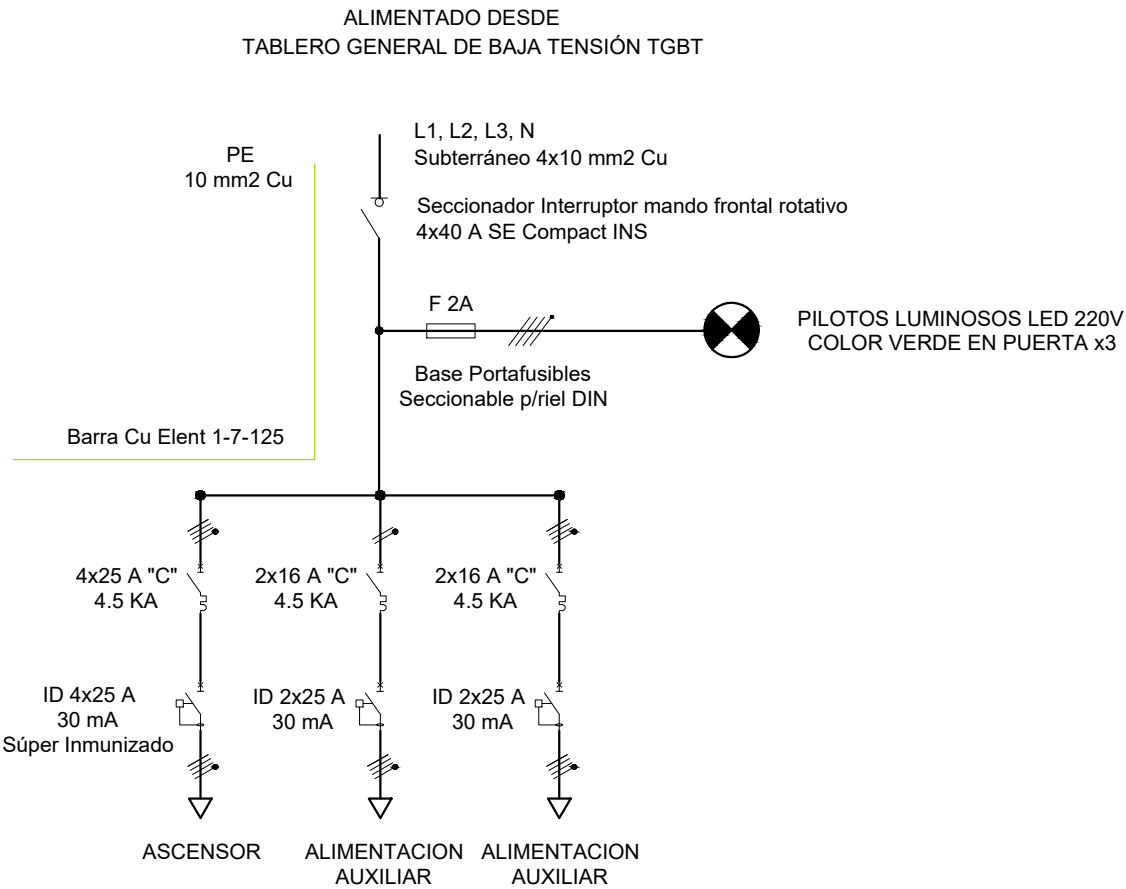 ALIMENTADO DESDE
TABLERO GENERAL DE BAJA TENSIÓN TGBT
L1, L2, L3, N
Subterráneo 4x10 mm2 Cu
PE
10 mm2 Cu
Seccionador Interruptor mando frontal rotativo
4x40 A SE Compact INS
F 2A
PILOTOS LUMINOSOS LED 220V
COLOR VERDE EN PUERTA x3
Base Portafusibles
Seccionable p/riel DIN
Barra Cu Elent 1-7-125
4x25 A "C"
4.5 KA
2x16 A "C"
4.5 KA
2x16 A "C"
4.5 KA
ID 4x25 A
30 mA
Súper Inmunizado
ID 2x25 A
30 mA
ID 2x25 A
30 mA
ASCENSOR
ALIMENTACION
AUXILIAR
ALIMENTACION
AUXILIAR